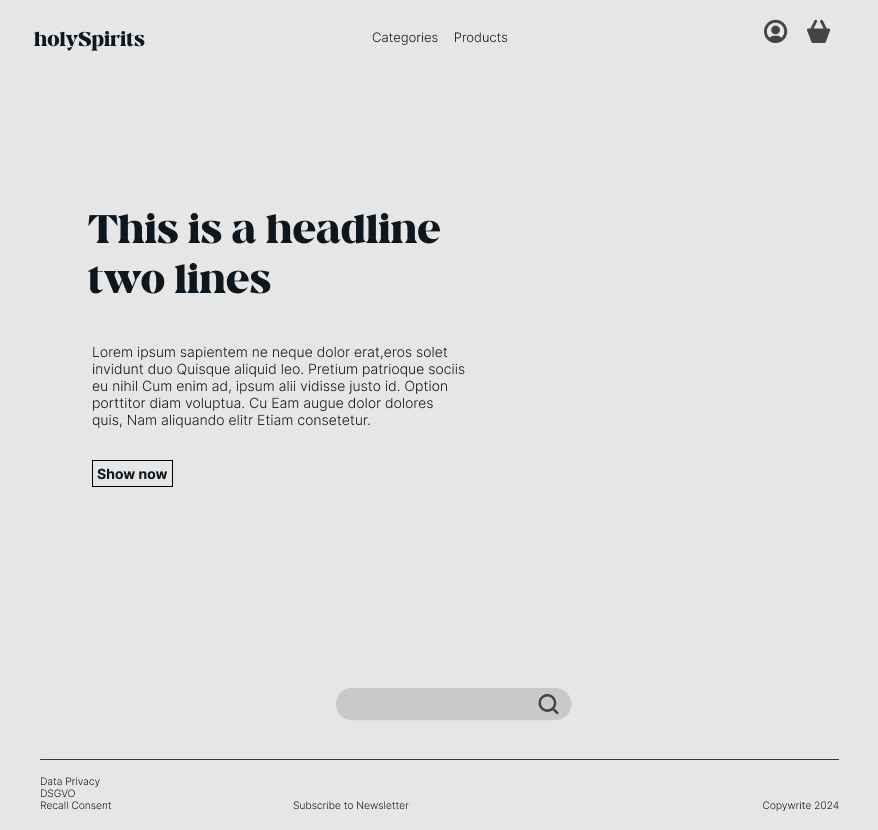 holySpirits
Categories Products
This is a headline
two lines
Lorem ipsum sapientem ne neque dolor erat,eros solet
invidunt duo Quisque aliquid leo. Pretium patrioque sociis
eu nihil Cum enim ad, ipsum alii vidisse justo id. Option
porttitor diam voluptua. Cu Eam augue dolor dolores
quis, Nam aliquando elitr Etiam consetetur.
Show now
Data Privacy
DSGVO
Recall Consent
Subscribe to Newsletter
Copywrite 2024